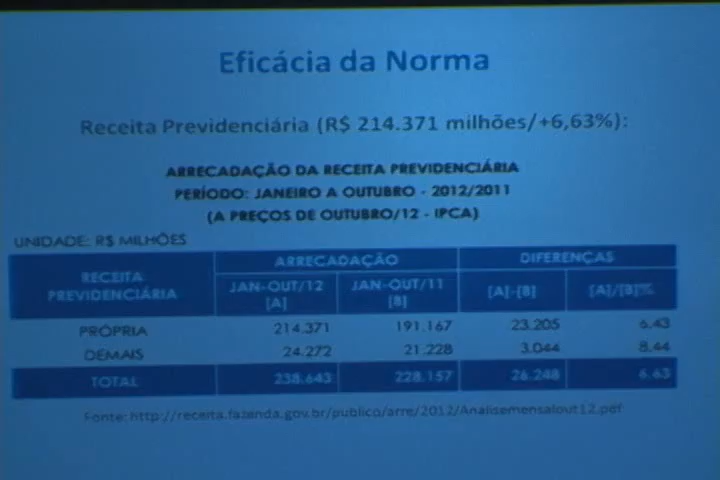 Eficácia da Norma
Receita Previdenciária (R$ 214.371 milhões/+6,63%):
ARRECADAÇÃO DA RECEITA PREVIDENCIÁRIA
PERÍODO: JANEIRO A OUTUBRO - 2012/2011
(A PREÇOS DE OUTUBRO/12 - IPCA)
UNIDADE: R$ MILHÕES
RECEITA PREVIDENCIÁRIA ARRECADAÇÃO DIFERENÇAS
JAN-OUT/12 [A] JAN-OUT/11 [B] [A]-[B] [A]/[B]%
PRÓPRIA 214.371 191.167 23.205 6.43
DEMAIS 24.272 21.228 3.044 8.44
TOTAL 238.643 228.157 26.248 6.63
Fonte: http://receita.fazenda.gov.br/publico/arre/2012/Analisemensalout12.pdf